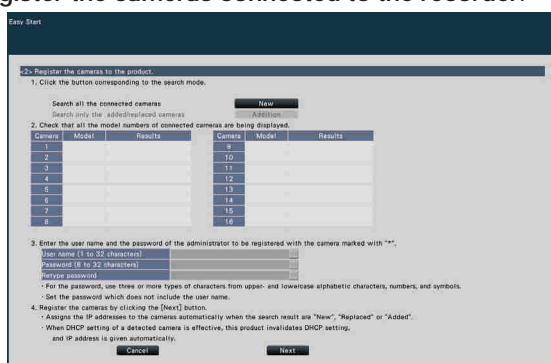 gister the cameras connected to the recorder.
Easy Start
<2> Register the cameras to the product.
1. Click the button corresponding to the search mode.
Search all the connected cameras New
Search only the added/replaced cameras Addition
2. Check that all the model numbers of connected cameras are being displayed.
Camera Model Results Camera Model Results
1 9
2 10
3 11
4 12
5 13
6 14
7 15
8 16
3. Enter the user name and the password of the administrator to be registered with the camera marked with "*".
User name (1 to 32 characters)
Password (8 to 32 characters)
Retype password
· For the password, use three or more types of characters from upper- and lowercase alphabetic characters, numbers, and symbols.
· Set the password which does not include the user name.
4. Register the cameras by clicking the [Next] button.
· Assigns the IP addresses to the cameras automatically when the search result are "New", "Replaced" or "Added".
· When DHCP setting of a detected camera is effective, this product invalidates DHCP setting,
and IP address is given automatically.
Cancel Next